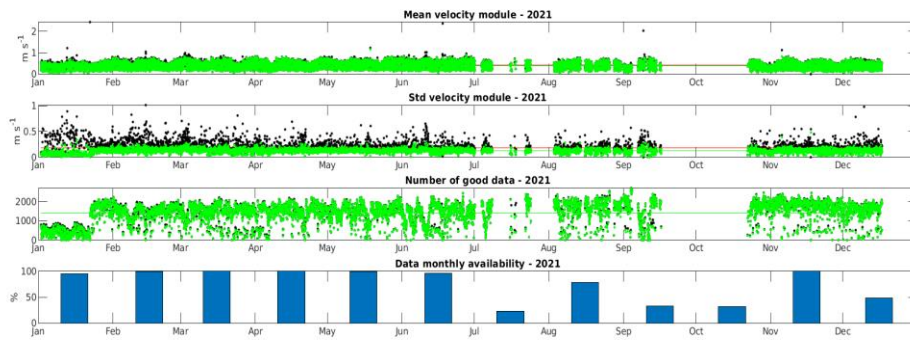 Mean velocity module - 2021
m s-1
2
1
0
Jan Feb Mar Apr May Jun Jul Aug Sep Oct Nov Dec
Std velocity module - 2021
m s-1
1
0.5
0
Jan Feb Mar Apr May Jun Jul Aug Sep Oct Nov Dec
Number of good data - 2021
2000
1000
0
Jan Feb Mar Apr May Jun Jul Aug Sep Oct Nov Dec
Data monthly availability - 2021
%
100
50
0
Jan Feb Mar Apr May Jun Jul Aug Sep Oct Nov Dec